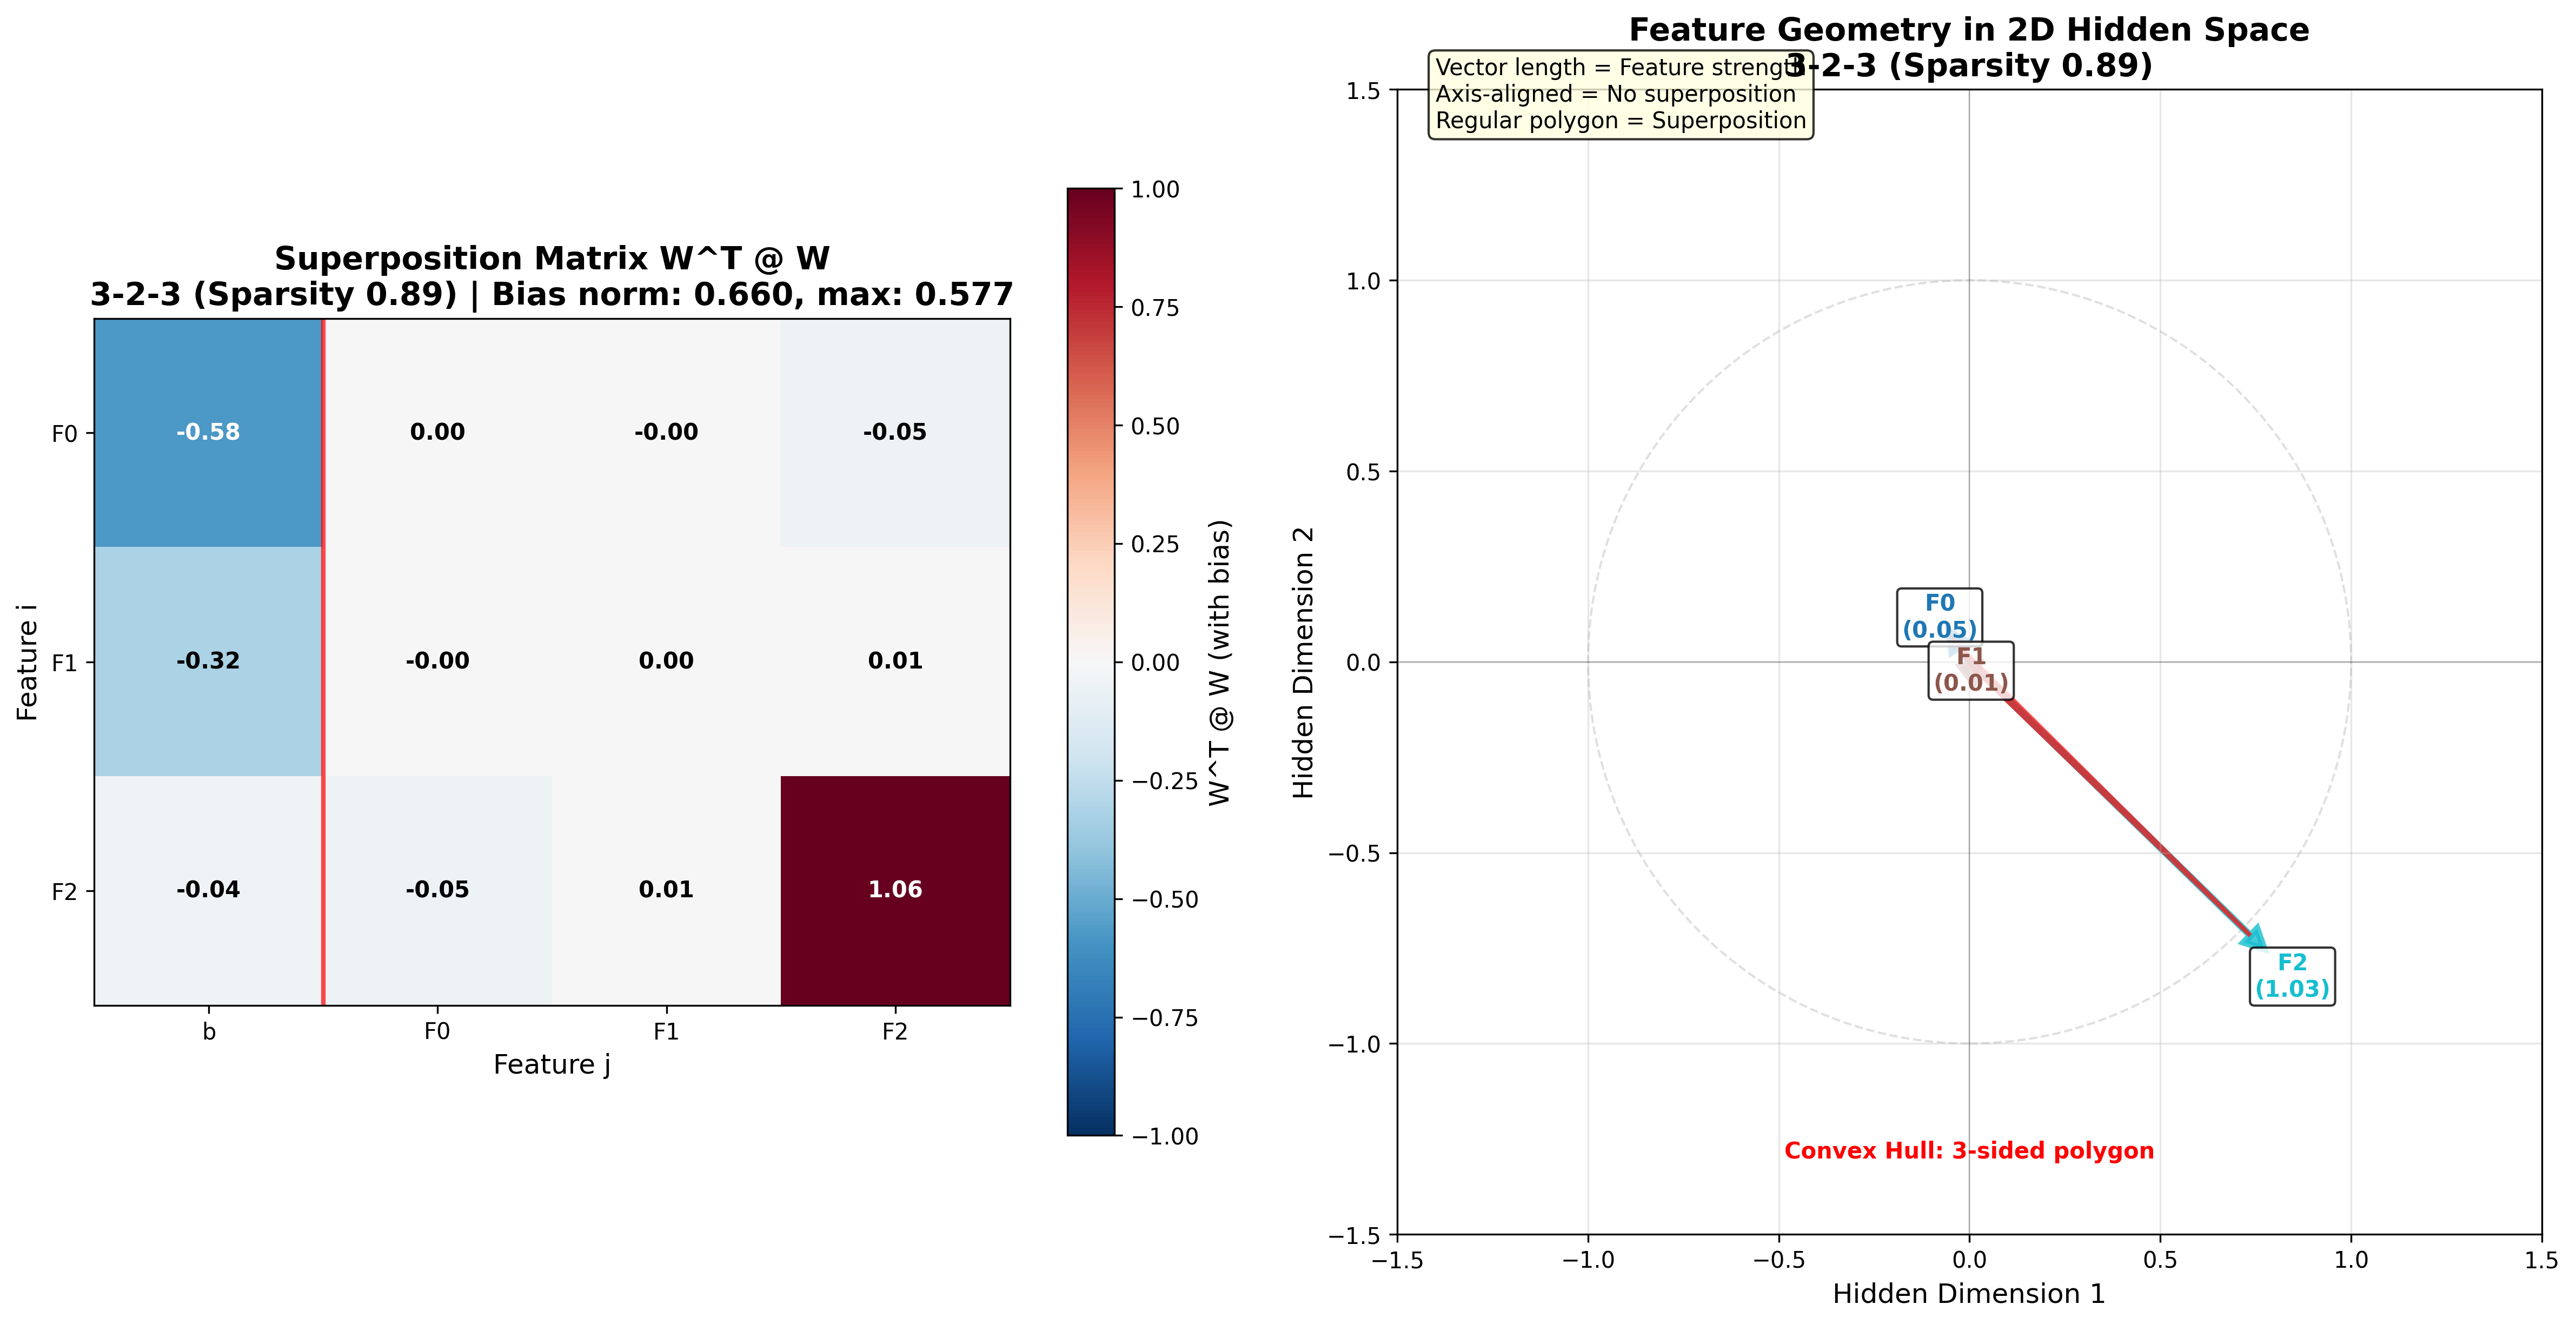 Superposition Matrix W^T @ W
3-2-3 (Sparsity 0.89) | Bias norm: 0.660, max: 0.577
Feature i
F0
-0.58
0.00
-0.00
-0.05
F1
-0.32
-0.00
0.00
0.01
F2
-0.04
-0.05
0.01
1.06
b
F0
F1
F2
Feature j
1.00
0.75
0.50
0.25
0.00
−0.25
−0.50
−0.75
−1.00
W^T @ W (with bias)
Feature Geometry in 2D Hidden Space
3-2-3 (Sparsity 0.89)
Vector length = Feature strength
Axis-aligned = No superposition
Regular polygon = Superposition
Hidden Dimension 2
1.5
1.0
0.5
0.0
−0.5
−1.0
−1.5
F0
(0.05)
F1
(0.01)
F2
(1.03)
Convex Hull: 3-sided polygon
−1.5
−1.0
−0.5
0.0
0.5
1.0
1.5
Hidden Dimension 1